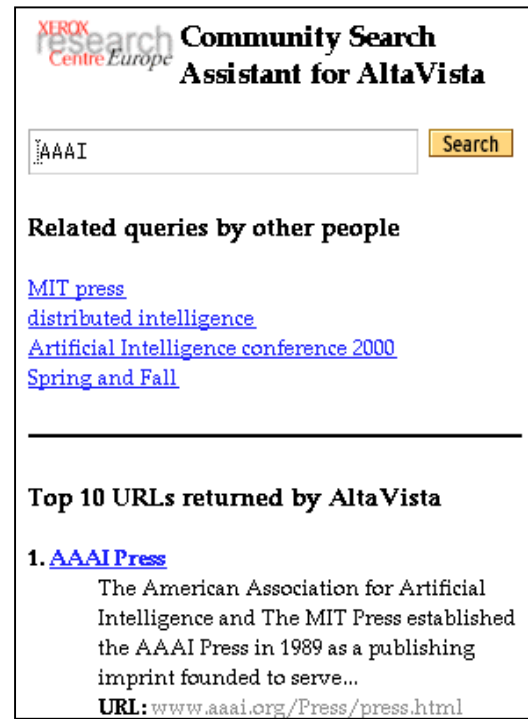 XEROX
research
Centre Europe
Community Search
Assistant for AltaVista
AAAI
Search
Related queries by other people
MIT press
distributed intelligence
Artificial Intelligence conference 2000
Spring and Fall
Top 10 URLs returned by AltaVista
1. AAAI Press
The American Association for Artificial
Intelligence and The MIT Press established
the AAAI Press in 1989 as a publishing
imprint founded to serve...
URL: www.aaai.org/Press/press.html